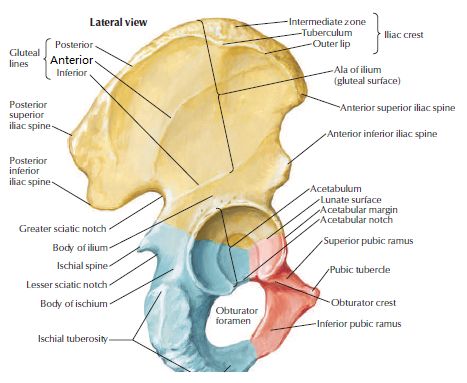 Lateral view
Intermediate zone
Tuberculum
Outer lip
Iliac crest
Gluteal
lines
Posterior
Anterior
Inferior
Ala of ilium
(gluteal surface)
Posterior
superior
iliac spine
Anterior superior iliac spine
Anterior inferior iliac spine
Posterior
inferior
iliac spine
Acetabulum
Lunate surface
Acetabular margin
Acetabular notch
Greater sciatic notch
Body of ilium
Superior pubic ramus
Ischial spine
Pubic tubercle
Lesser sciatic notch
Body of ischium
Obturator crest
Obturator
foramen
Inferior pubic ramus
Ischial tuberosity